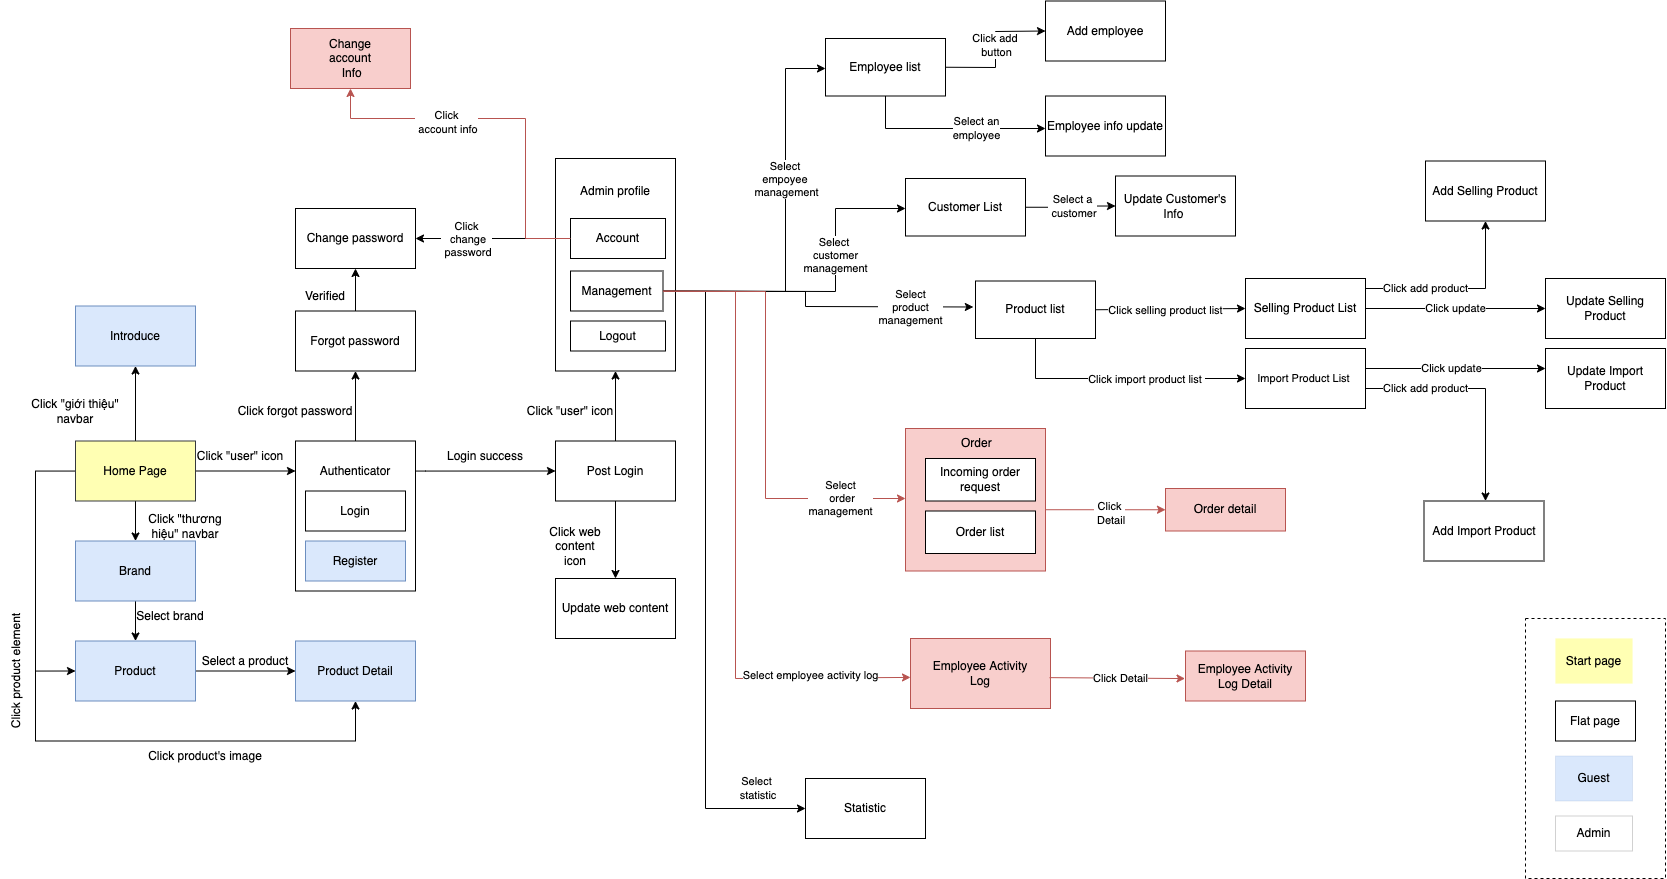 Change
account
Info
Click
account info
Admin profile
Account
Management
Logout
Click
change
password
Change password
Verified
Forgot password
Click forgot password
Introduce
Click "giới thiệu"
navbar
Home Page
Click "user" icon
Authenticator
Login
Register
Login success
Post Login
Click "user" icon
Click web
content
icon
Update web content
Click "thương
hiệu" navbar
Brand
Select brand
Product
Select a product
Product Detail
Click product element
Click product's image
Select
empoyee
management
Employee list
Click add
button
Add employee
Select an
employee
Employee info update
Select
customer
management
Customer List
Select a
customer
Update Customer's
Info
Select
product
management
Product list
Click selling product list
Selling Product List
Click add product
Add Selling Product
Click update
Update Selling
Product
Click import product list
Import Product List
Click update
Update Import
Product
Click add product
Add Import Product
Select
order
management
Order
Incoming order
request
Order list
Click
Detail
Order detail
Select employee activity log
Employee Activity
Log
Click Detail
Employee Activity
Log Detail
Select
statistic
Statistic
Start page
Flat page
Guest
Admin